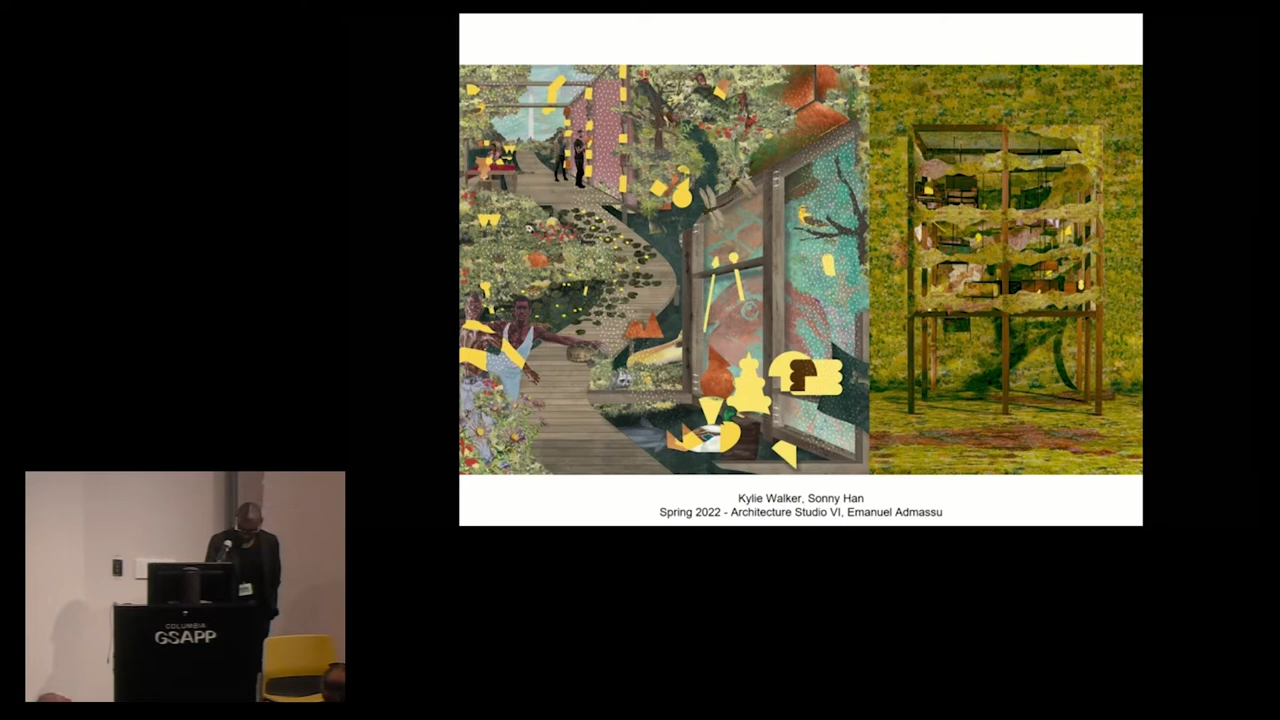 Kylie Walker, Sonny Han
Spring 2022 - Architecture Studio VI, Emanuel Admassu
COLUMBIA
GSAPP